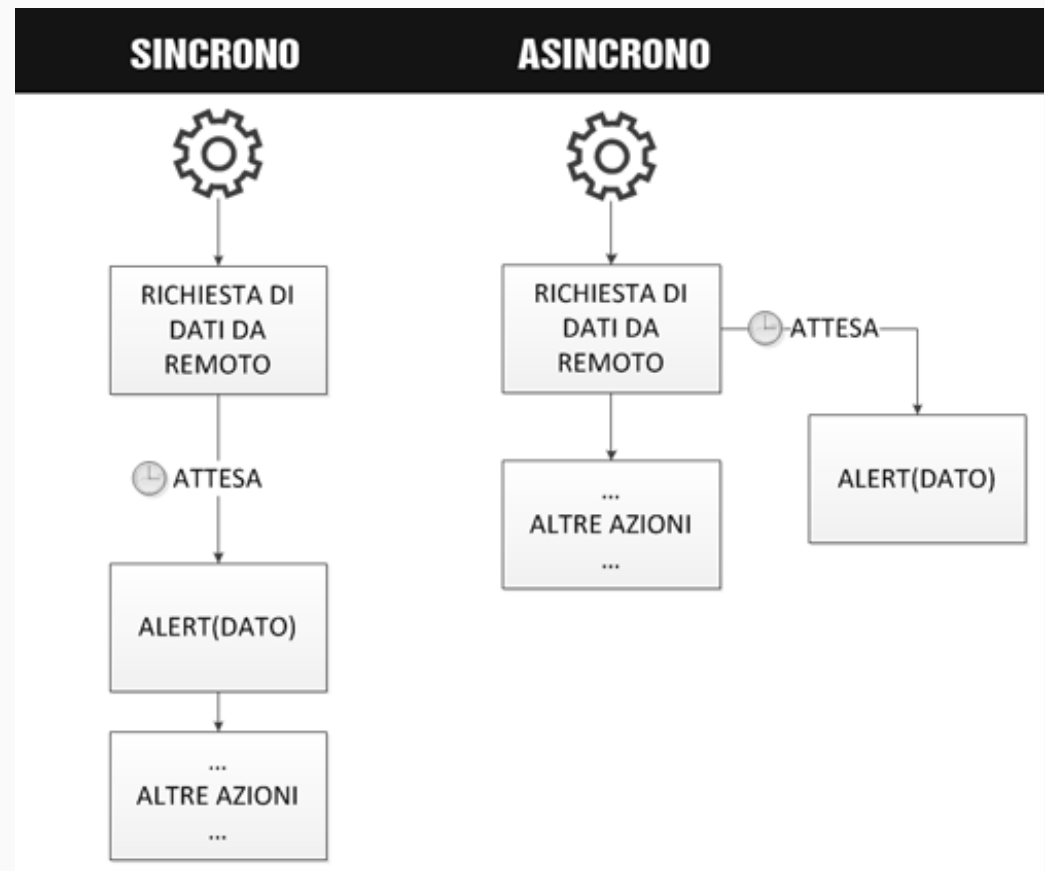 SINCRONO
ASINCRONO
RICHIESTA DI
DATI DA
REMOTO
ATTESA
ALERT(DATO)
...
ALTRE AZIONI
...
RICHIESTA DI
DATI DA
REMOTO
ATTESA
ALERT(DATO)
...
ALTRE AZIONI
...